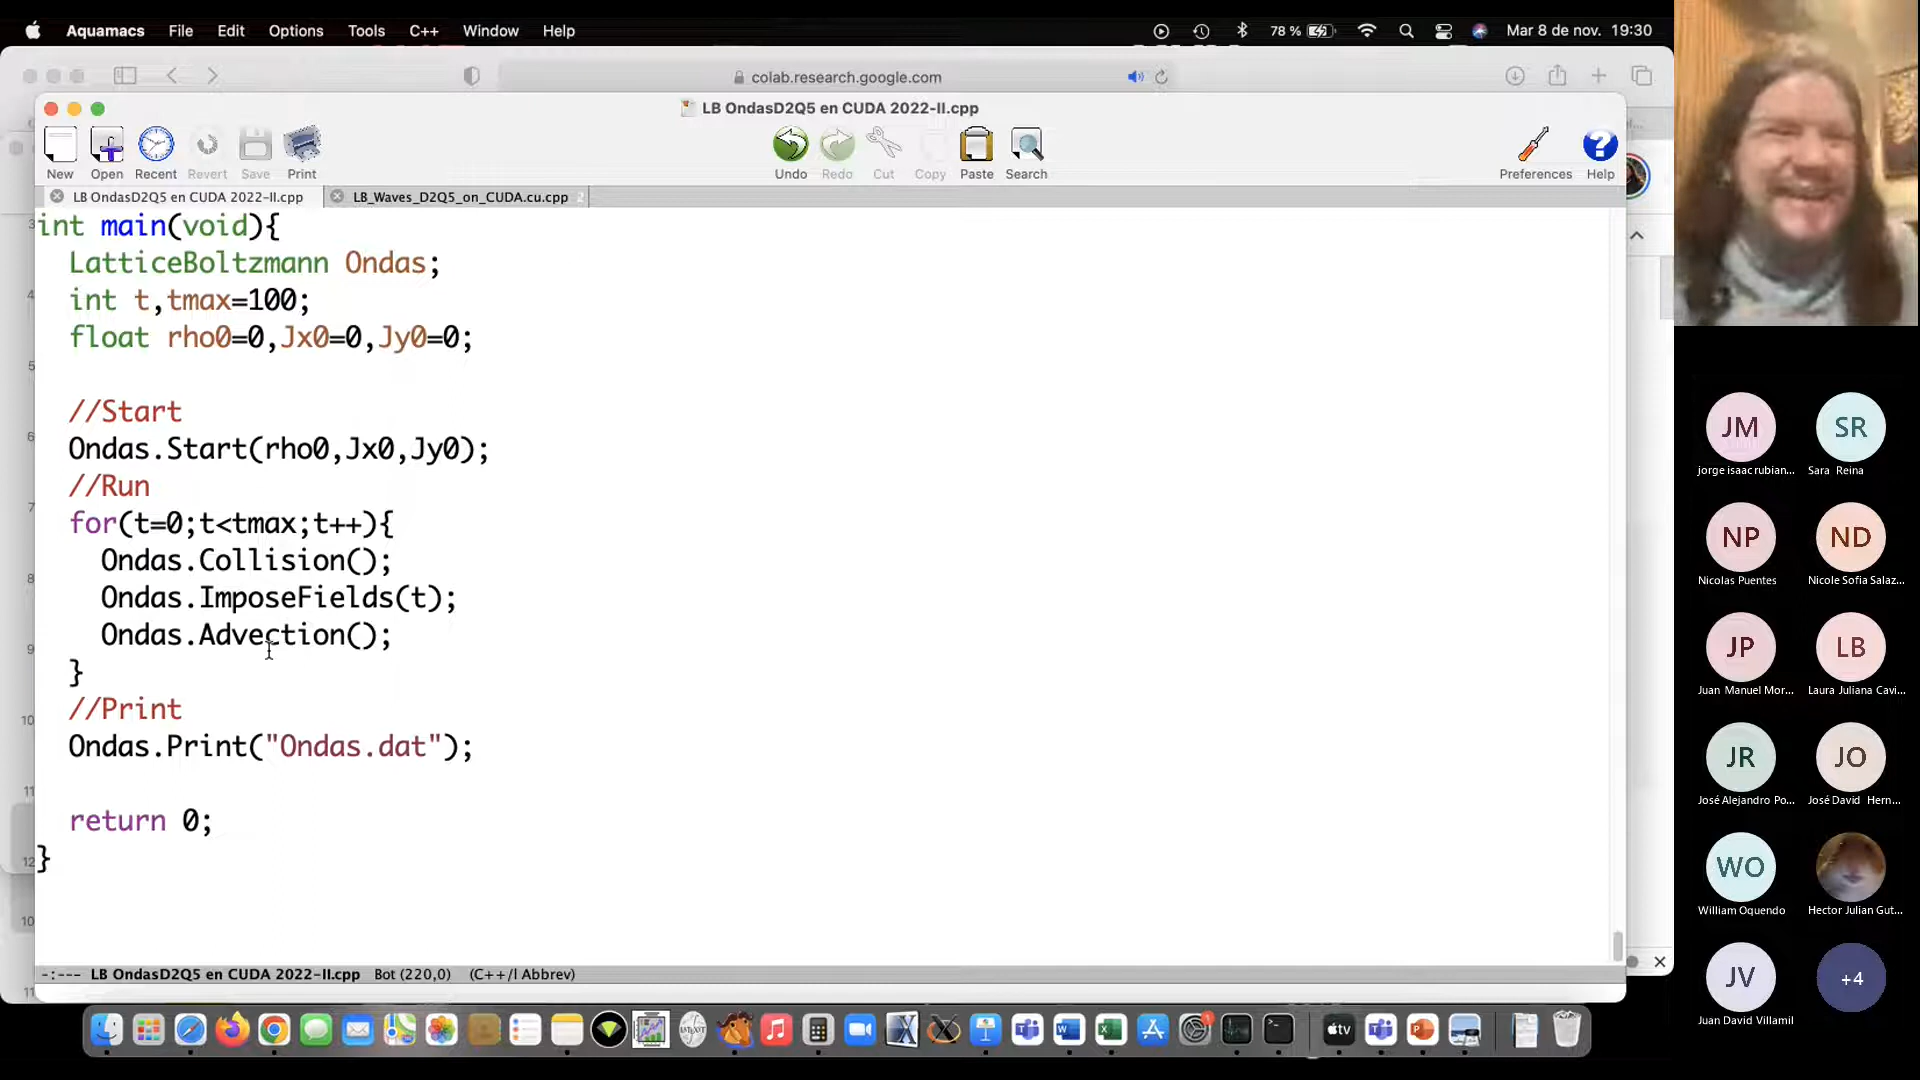 Aquamacs File Edit Options Tools C++ Window Help
78 % Mar 8 de nov. 19:30
colab.research.google.com
LB OndasD2Q5 en CUDA 2022-II.cpp
New Open Recent Revert Save Print Undo Redo Cut Copy Paste Search Preferences Help
LB OndasD2Q5 en CUDA 2022-II.cpp LB_Waves_D2Q5_on_CUDA.cu.cpp 2
int main(void){
LatticeBoltzmann Ondas;
int t,tmax=100;
float rho0=0,Jx0=0,Jy0=0;
//Start
Ondas.Start(rho0,Jx0,Jy0);
//Run
for(t=0;t<tmax;t++){
Ondas.Collision();
Ondas.ImposeFields(t);
Ondas.Advection();
}
//Print
Ondas.Print("Ondas.dat");
return 0;
}
-:--- LB OndasD2Q5 en CUDA 2022-II.cpp Bot (220,0) (C++/l Abbrev)
JM SR
jorge isaac rubian... Sara Reina
NP ND
Nicolas Puentes Nicole Sofia Salaz...
JP LB
Juan Manuel Mor... Laura Juliana Cavi...
JR JO
José Alejandro Po... José David Hern...
WO
William Oquendo Hector Julian Gut...
JV +4
Juan David Villamil
tv